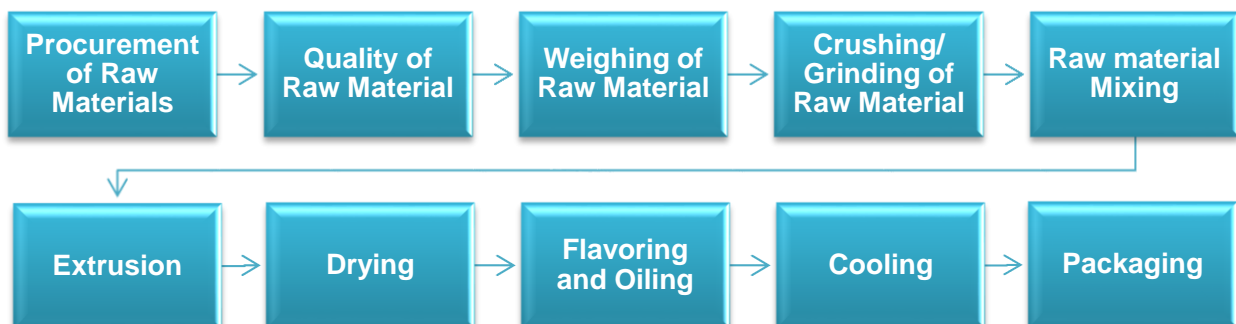 Procurement
of Raw
Materials
Quality of
Raw Material
Weighing of
Raw Material
Crushing/
Grinding of
Raw Material
Raw material
Mixing
Extrusion
Drying
Flavoring
and Oiling
Cooling
Packaging